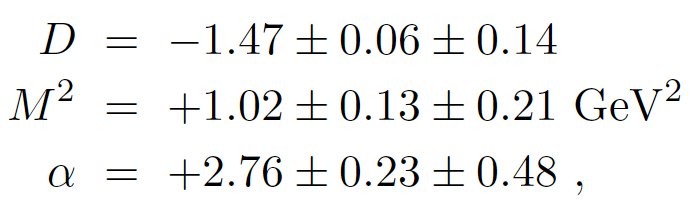 D = −1.47 ± 0.06 ± 0.14
M² = +1.02 ± 0.13 ± 0.21 GeV²
α = +2.76 ± 0.23 ± 0.48 ,